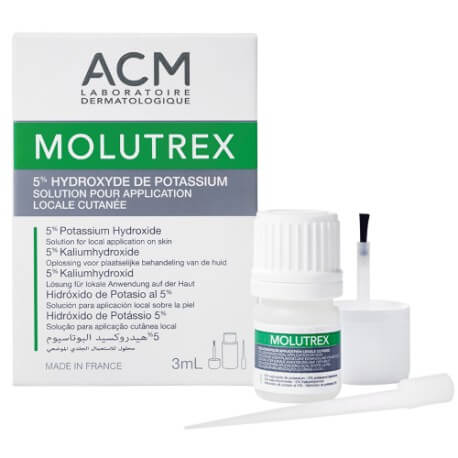 ACM
LABORATOIRE
DERMATOLOGIQUE
MOLUTREX
5% HYDROXYDE DE POTASSIUM
SOLUTION POUR APPLICATION
LOCALE CUTANÉE
5% Potassium Hydroxide
Solution for local application on skin
5% Kaliumhydroxide
Oplossing voor plaatselijke behandeling van de huid
5% Kaliumhydroxid
Lösung für lokale Anwendung auf der Haut
Hidróxido de Potasio al 5%
Solución para aplicación local sobre la piel
Hidróxido de Potássio 5%
Solução para aplicação cutânea local
5% هيدروكسيد البوتاسيوم
محلول للاستعمال الجلدي الموضعي
MADE IN FRANCE
3mL
MOLUTREX